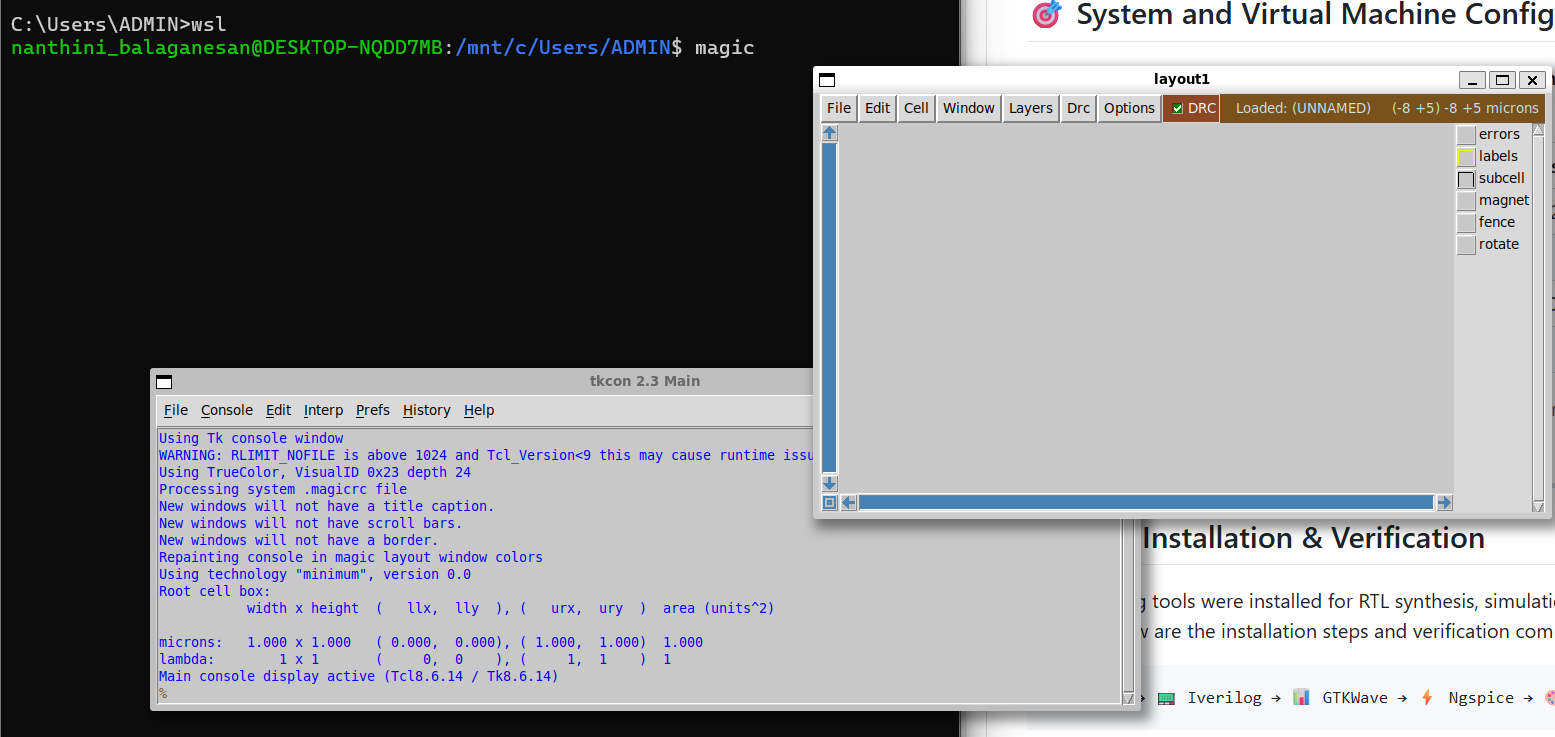 C:\Users\ADMIN>wsl
nanthini_balaganesan@DESKTOP-NQDD7MB:/mnt/c/Users/ADMIN$ magic
System and Virtual Machine Config
layout1
File Edit Cell Window Layers Drc Options DRC Loaded: (UNNAMED) (-8 +5) -8 +5 microns
errors
labels
subcell
magnet
fence
rotate
tkcon 2.3 Main
File Console Edit Interp Prefs History Help
Using Tk console window
WARNING: RLIMIT_NOFILE is above 1024 and Tcl_Version<9 this may cause runtime issu
Using TrueColor, VisualID 0x23 depth 24
Processing system .magicrc file
New windows will not have a title caption.
New windows will not have scroll bars.
New windows will not have a border.
Repainting console in magic layout window colors
Using technology "minimum", version 0.0
Root cell box:
width x height ( llx, lly ), ( urx, ury ) area (units^2)
microns: 1.000 x 1.000 ( 0.000, 0.000), ( 1.000, 1.000) 1.000
lambda: 1 x 1 ( 0, 0 ), ( 1, 1 ) 1
Main console display active (Tcl8.6.14 / Tk8.6.14)
%
Installation & Verification
tools were installed for RTL synthesis, simulati
are the installation steps and verification com
→ Iverilog → GTKWave → Ngspice →